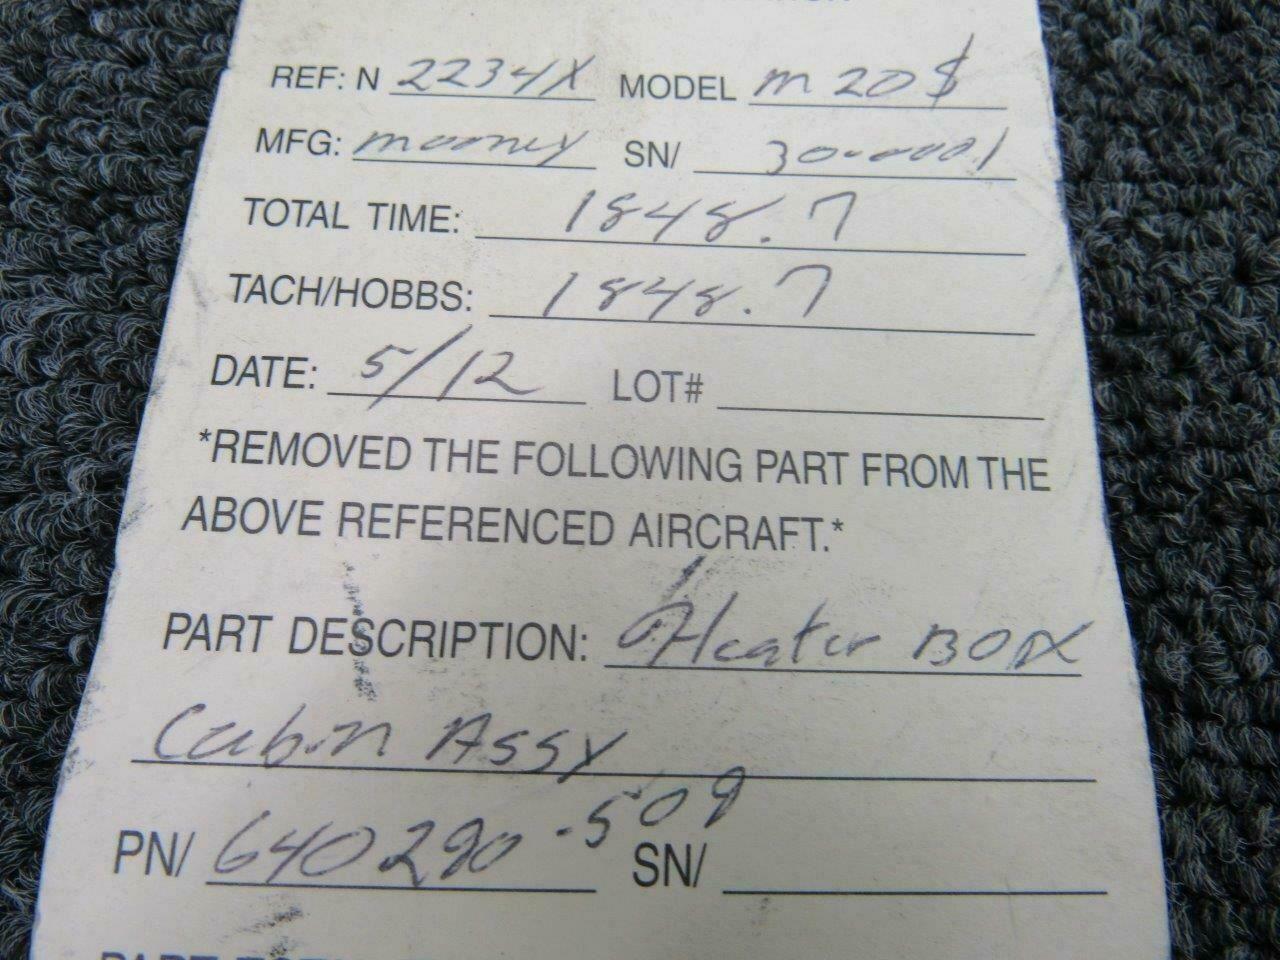 REF: N 2234X MODEL M20S
MFG: Mooney SN/ 30-0001
TOTAL TIME: 1848.7
TACH/HOBBS: 1848.7
DATE: 5/12 LOT#
*REMOVED THE FOLLOWING PART FROM THE
ABOVE REFERENCED AIRCRAFT.*
PART DESCRIPTION: Heater BOX
Cabin Assy
PN/ 640290-509 SN/